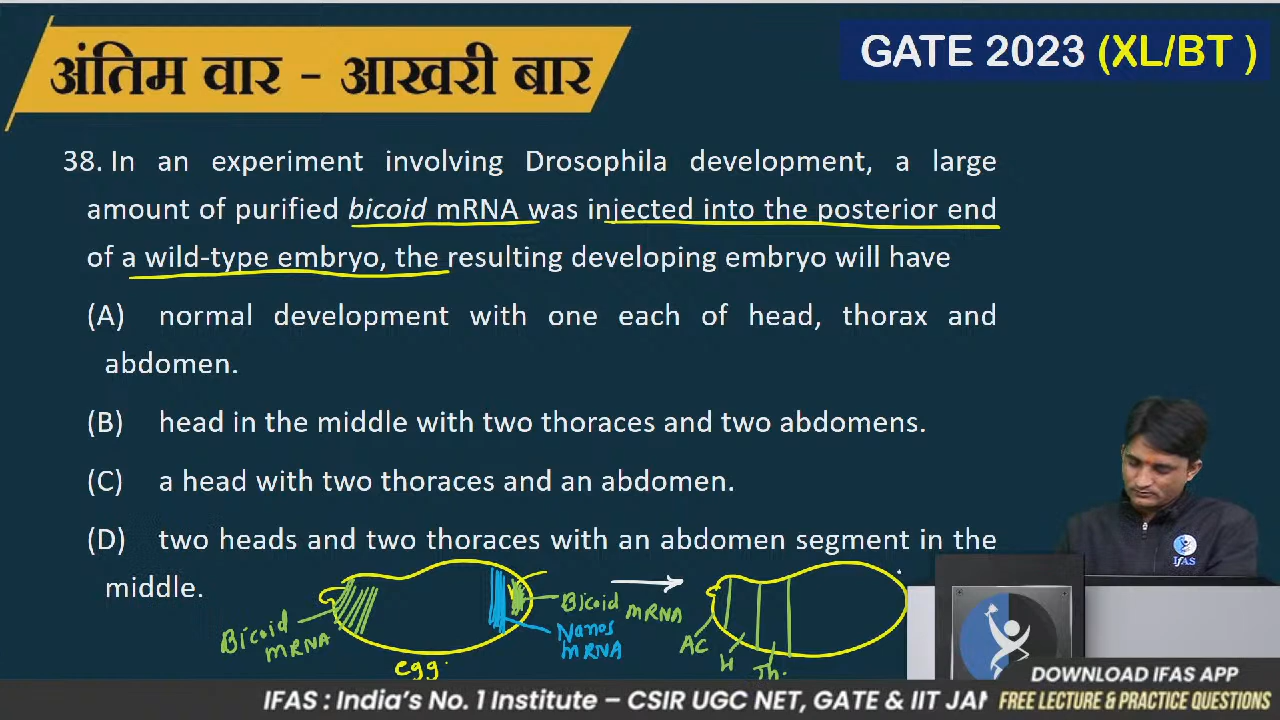 अंतिम वार - आखरी बार
GATE 2023 (XL/BT )
38. In an experiment involving Drosophila development, a large
amount of purified bicoid mRNA was injected into the posterior end
of a wild-type embryo, the resulting developing embryo will have
(A) normal development with one each of head, thorax and
abdomen.
(B) head in the middle with two thoraces and two abdomens.
(C) a head with two thoraces and an abdomen.
(D) two heads and two thoraces with an abdomen segment in the
middle.
Bicoid
mRNA
egg.
Bicoid mRNA
Nanos
mRNA
AC
H
Th.
iFAS
DOWNLOAD IFAS APP
FREE LECTURE & PRACTICE QUESTIONS
IFAS : India's No. 1 Institute – CSIR UGC NET, GATE & IIT JAM